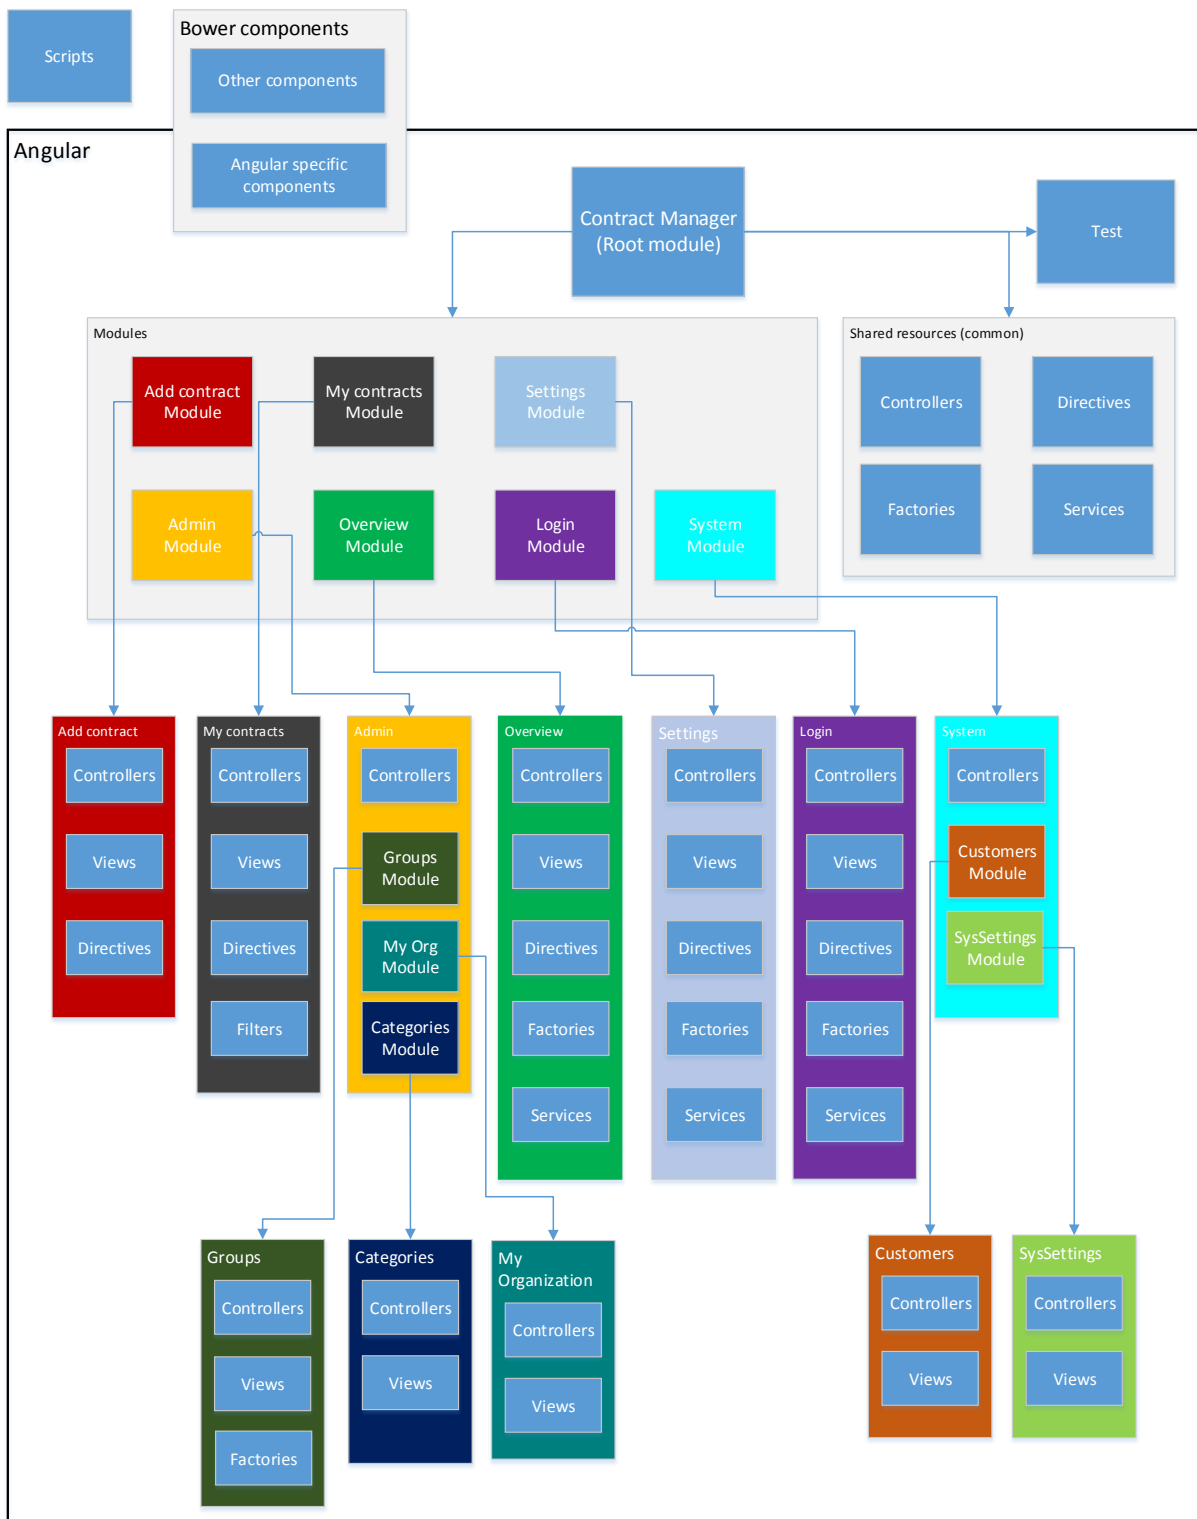 Scripts
Bower components
Other components
Angular specific
components
Angular
Contract Manager
(Root module)
Test
Modules
Add contract
Module
My contracts
Module
Settings
Module
Admin
Module
Overview
Module
Login
Module
System
Module
Shared resources (common)
Controllers
Directives
Factories
Services
Add contract
Controllers
Views
Directives
My contracts
Controllers
Views
Directives
Filters
Admin
Controllers
Groups
Module
My Org
Module
Categories
Module
Overview
Controllers
Views
Directives
Factories
Services
Settings
Controllers
Views
Directives
Factories
Services
Login
Controllers
Views
Directives
Factories
Services
System
Controllers
Customers
Module
SysSettings
Module
Groups
Controllers
Views
Factories
Categories
Controllers
Views
My
Organization
Controllers
Views
Customers
Controllers
Views
SysSettings
Controllers
Views